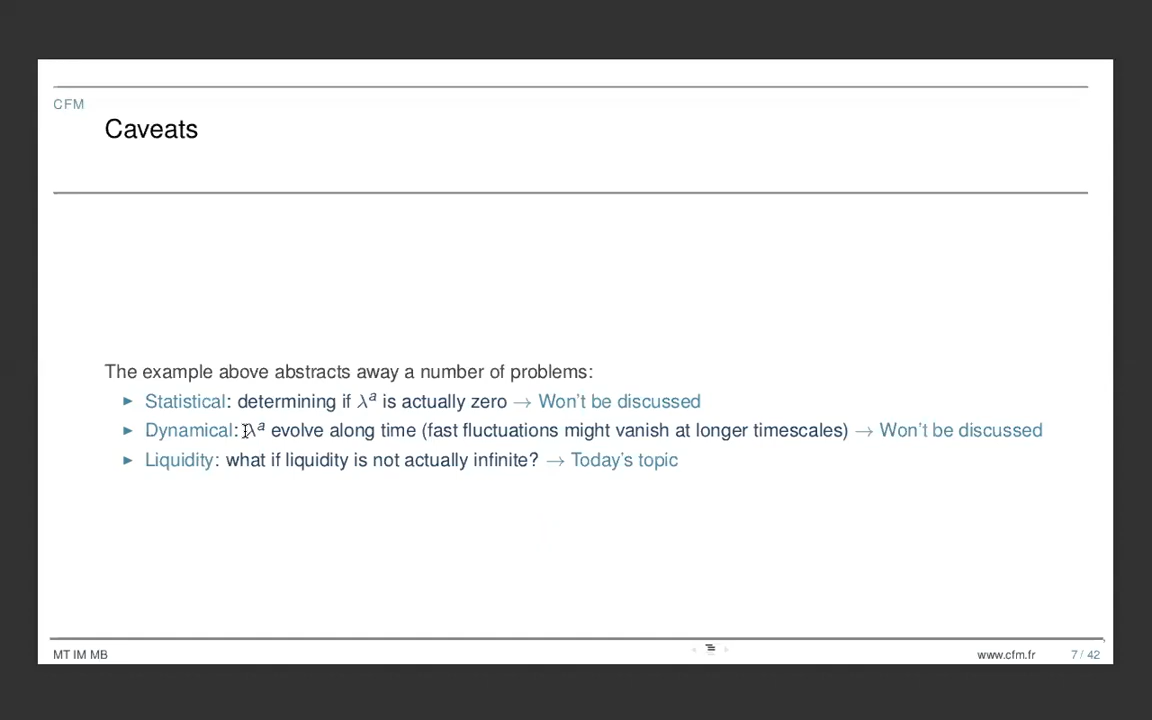 CFM
Caveats
The example above abstracts away a number of problems:
▶ Statistical: determining if λᵃ is actually zero → Won't be discussed
▶ Dynamical: λᵃ evolve along time (fast fluctuations might vanish at longer timescales) → Won't be discussed
▶ Liquidity: what if liquidity is not actually infinite? → Today's topic
MT IM MB
www.cfm.fr
7 / 42